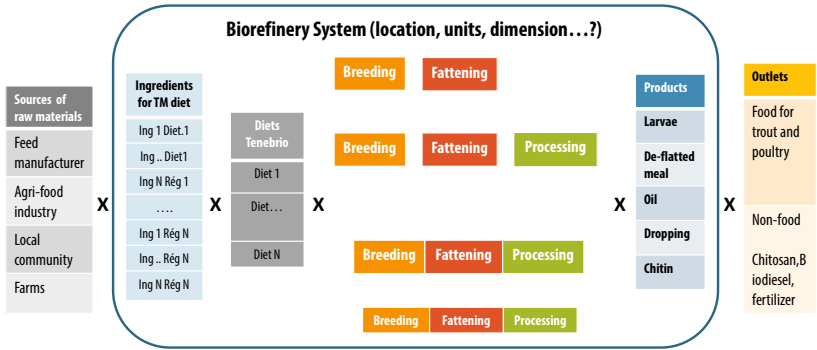 Biorefinery System (location, units, dimension…?)
Sources of
raw materials
Feed
manufacturer
Agri-food
industry
Local
community
Farms
X
Ingredients
for TM diet
Ing 1 Diet.1
Ing .. Diet1
Ing N Rég 1
….
Ing 1 Rég N
Ing .. Rég N
Ing N Rég N
X
Diets
Tenebrio
Diet 1
Diet…
Diet N
X
Breeding Fattening
Breeding Fattening Processing
Breeding Fattening Processing
Breeding Fattening Processing
X
Products
Larvae
De-flatted
meal
Oil
Dropping
Chitin
X
Outlets
Food for
trout and
poultry
Non-food
Chitosan,B
iodiesel,
fertilizer